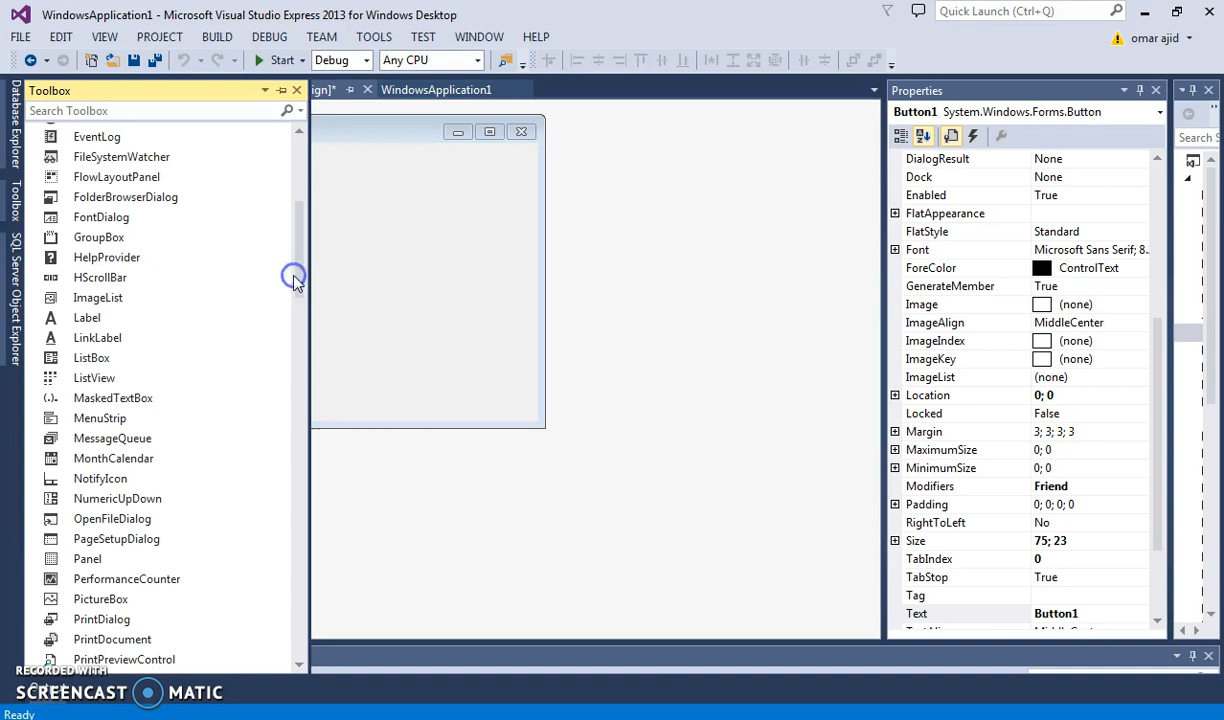 WindowsApplication1 - Microsoft Visual Studio Express 2013 for Windows Desktop
Quick Launch (Ctrl+Q)
FILE EDIT VIEW PROJECT BUILD DEBUG TEAM TOOLS TEST WINDOW HELP
omar ajid
Start Debug Any CPU
Database Explorer
Toolbox
SQL Server Object Explorer
Toolbox
Search Toolbox
EventLog
FileSystemWatcher
FlowLayoutPanel
FolderBrowserDialog
FontDialog
GroupBox
HelpProvider
HScrollBar
ImageList
Label
LinkLabel
ListBox
ListView
MaskedTextBox
MenuStrip
MessageQueue
MonthCalendar
NotifyIcon
NumericUpDown
OpenFileDialog
PageSetupDialog
Panel
PerformanceCounter
PictureBox
PrintDialog
PrintDocument
PrintPreviewControl
ign]* WindowsApplication1
Properties
Button1 System.Windows.Forms.Button
DialogResult None
Dock None
Enabled True
FlatAppearance
FlatStyle Standard
Font Microsoft Sans Serif; 8..
ForeColor ControlText
GenerateMember True
Image (none)
ImageAlign MiddleCenter
ImageIndex (none)
ImageKey (none)
ImageList (none)
Location 0; 0
Locked False
Margin 3; 3; 3; 3
MaximumSize 0; 0
MinimumSize 0; 0
Modifiers Friend
Padding 0; 0; 0; 0
RightToLeft No
Size 75; 23
TabIndex 0
TabStop True
Tag
Text Button1
Search S
RECORDED WITH
SCREENCAST MATIC
Ready